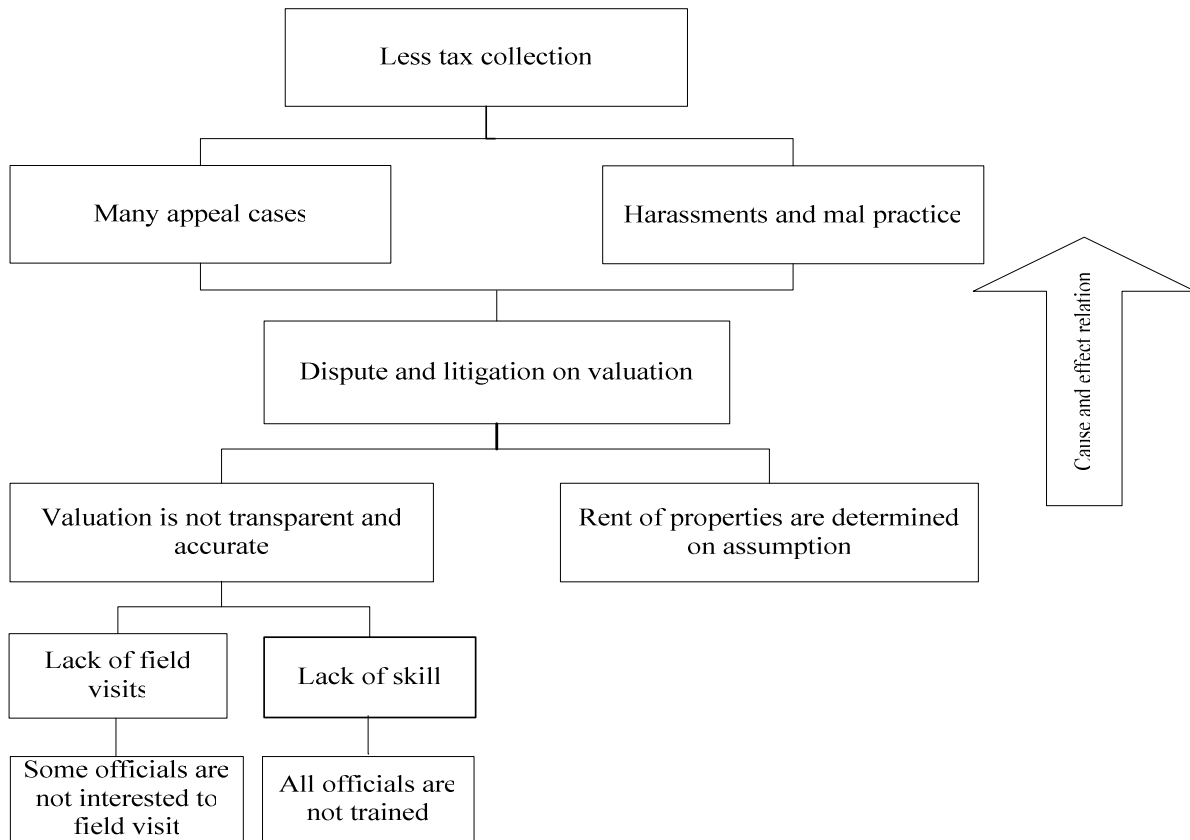 Less tax collection
Many appeal cases
Harassments and mal practice
Cause and effect relation
Dispute and litigation on valuation
Valuation is not transparent and
accurate
Rent of properties are determined
on assumption
Lack of field
visits
Lack of skill
Some officials are
not interested to
field visit
All officials are
not trained